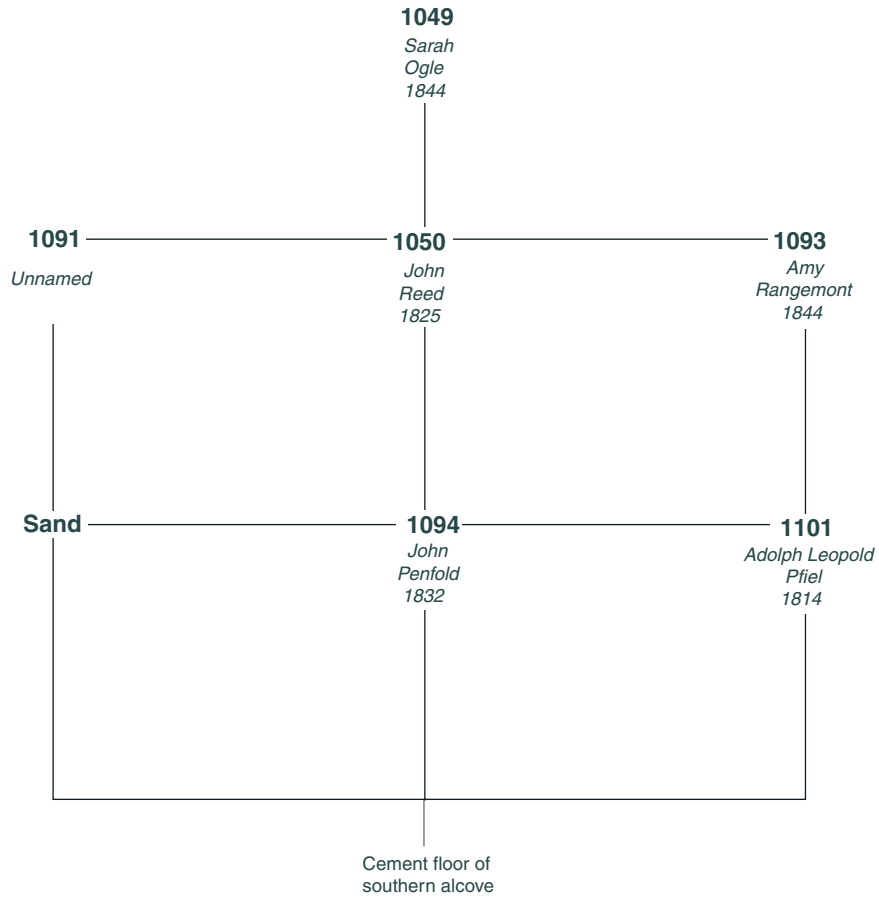 1049
Sarah
Ogle
1844
1091
Unnamed
1050
John
Reed
1825
1093
Amy
Rangemont
1844
Sand
1094
John
Penfold
1832
1101
Adolph Leopold
Pfiel
1814
Cement floor of
southern alcove